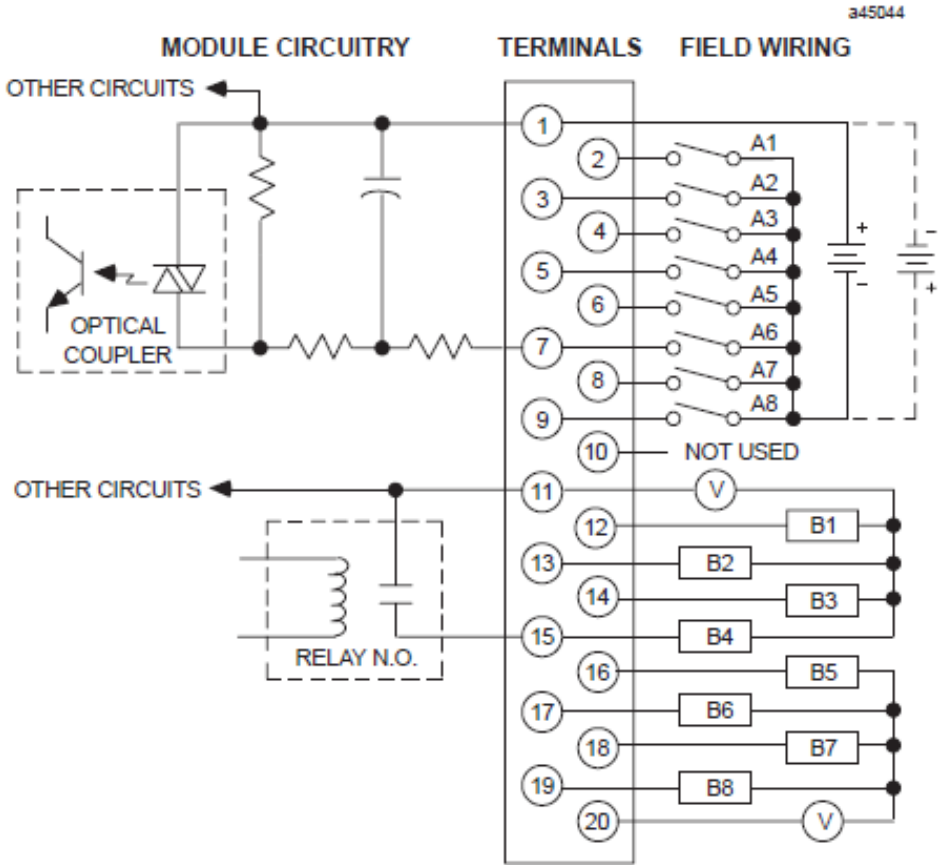 a45044
MODULE CIRCUITRY TERMINALS FIELD WIRING
OTHER CIRCUITS
1
2 A1
3 A2
4 A3
+ -
5 A4
- +
6 A5
OPTICAL
COUPLER
7 A6
8 A7
9 A8
10 NOT USED
OTHER CIRCUITS 11 V
12 B1
13 B2
14 B3
15 B4
RELAY N.O.
16 B5
17 B6
18 B7
19 B8
20 V